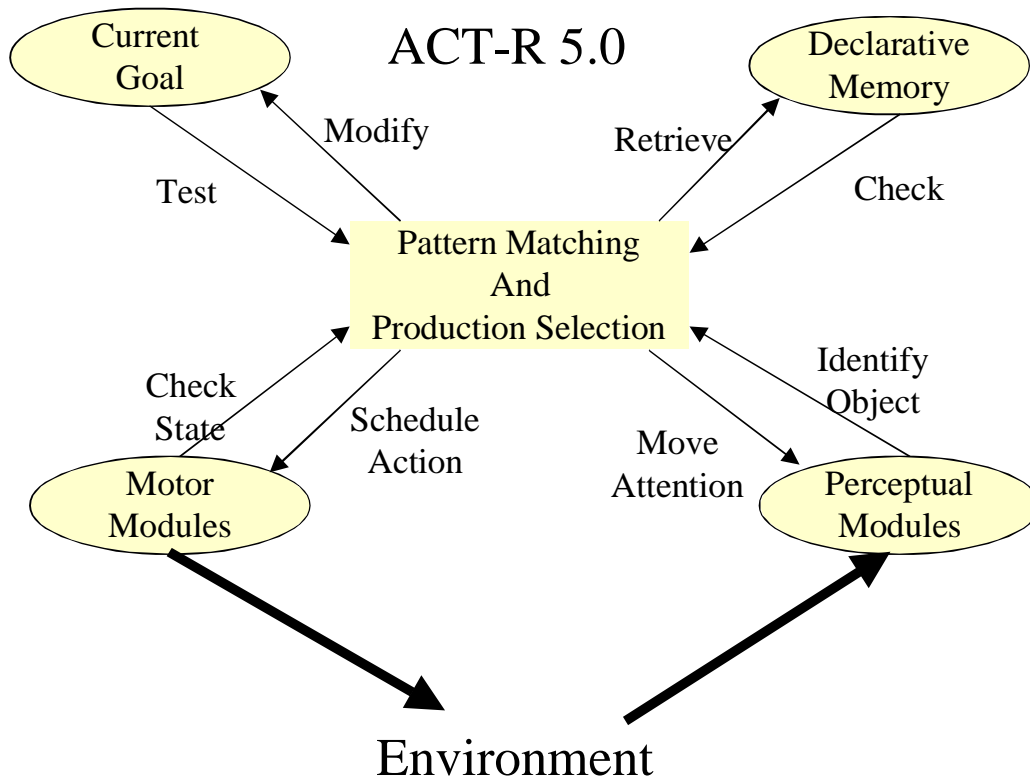 Current
Goal
ACT-R 5.0
Declarative
Memory
Modify
Retrieve
Test
Check
Pattern Matching
And
Production Selection
Check
State
Schedule
Action
Identify
Object
Move
Attention
Motor
Modules
Perceptual
Modules
Environment